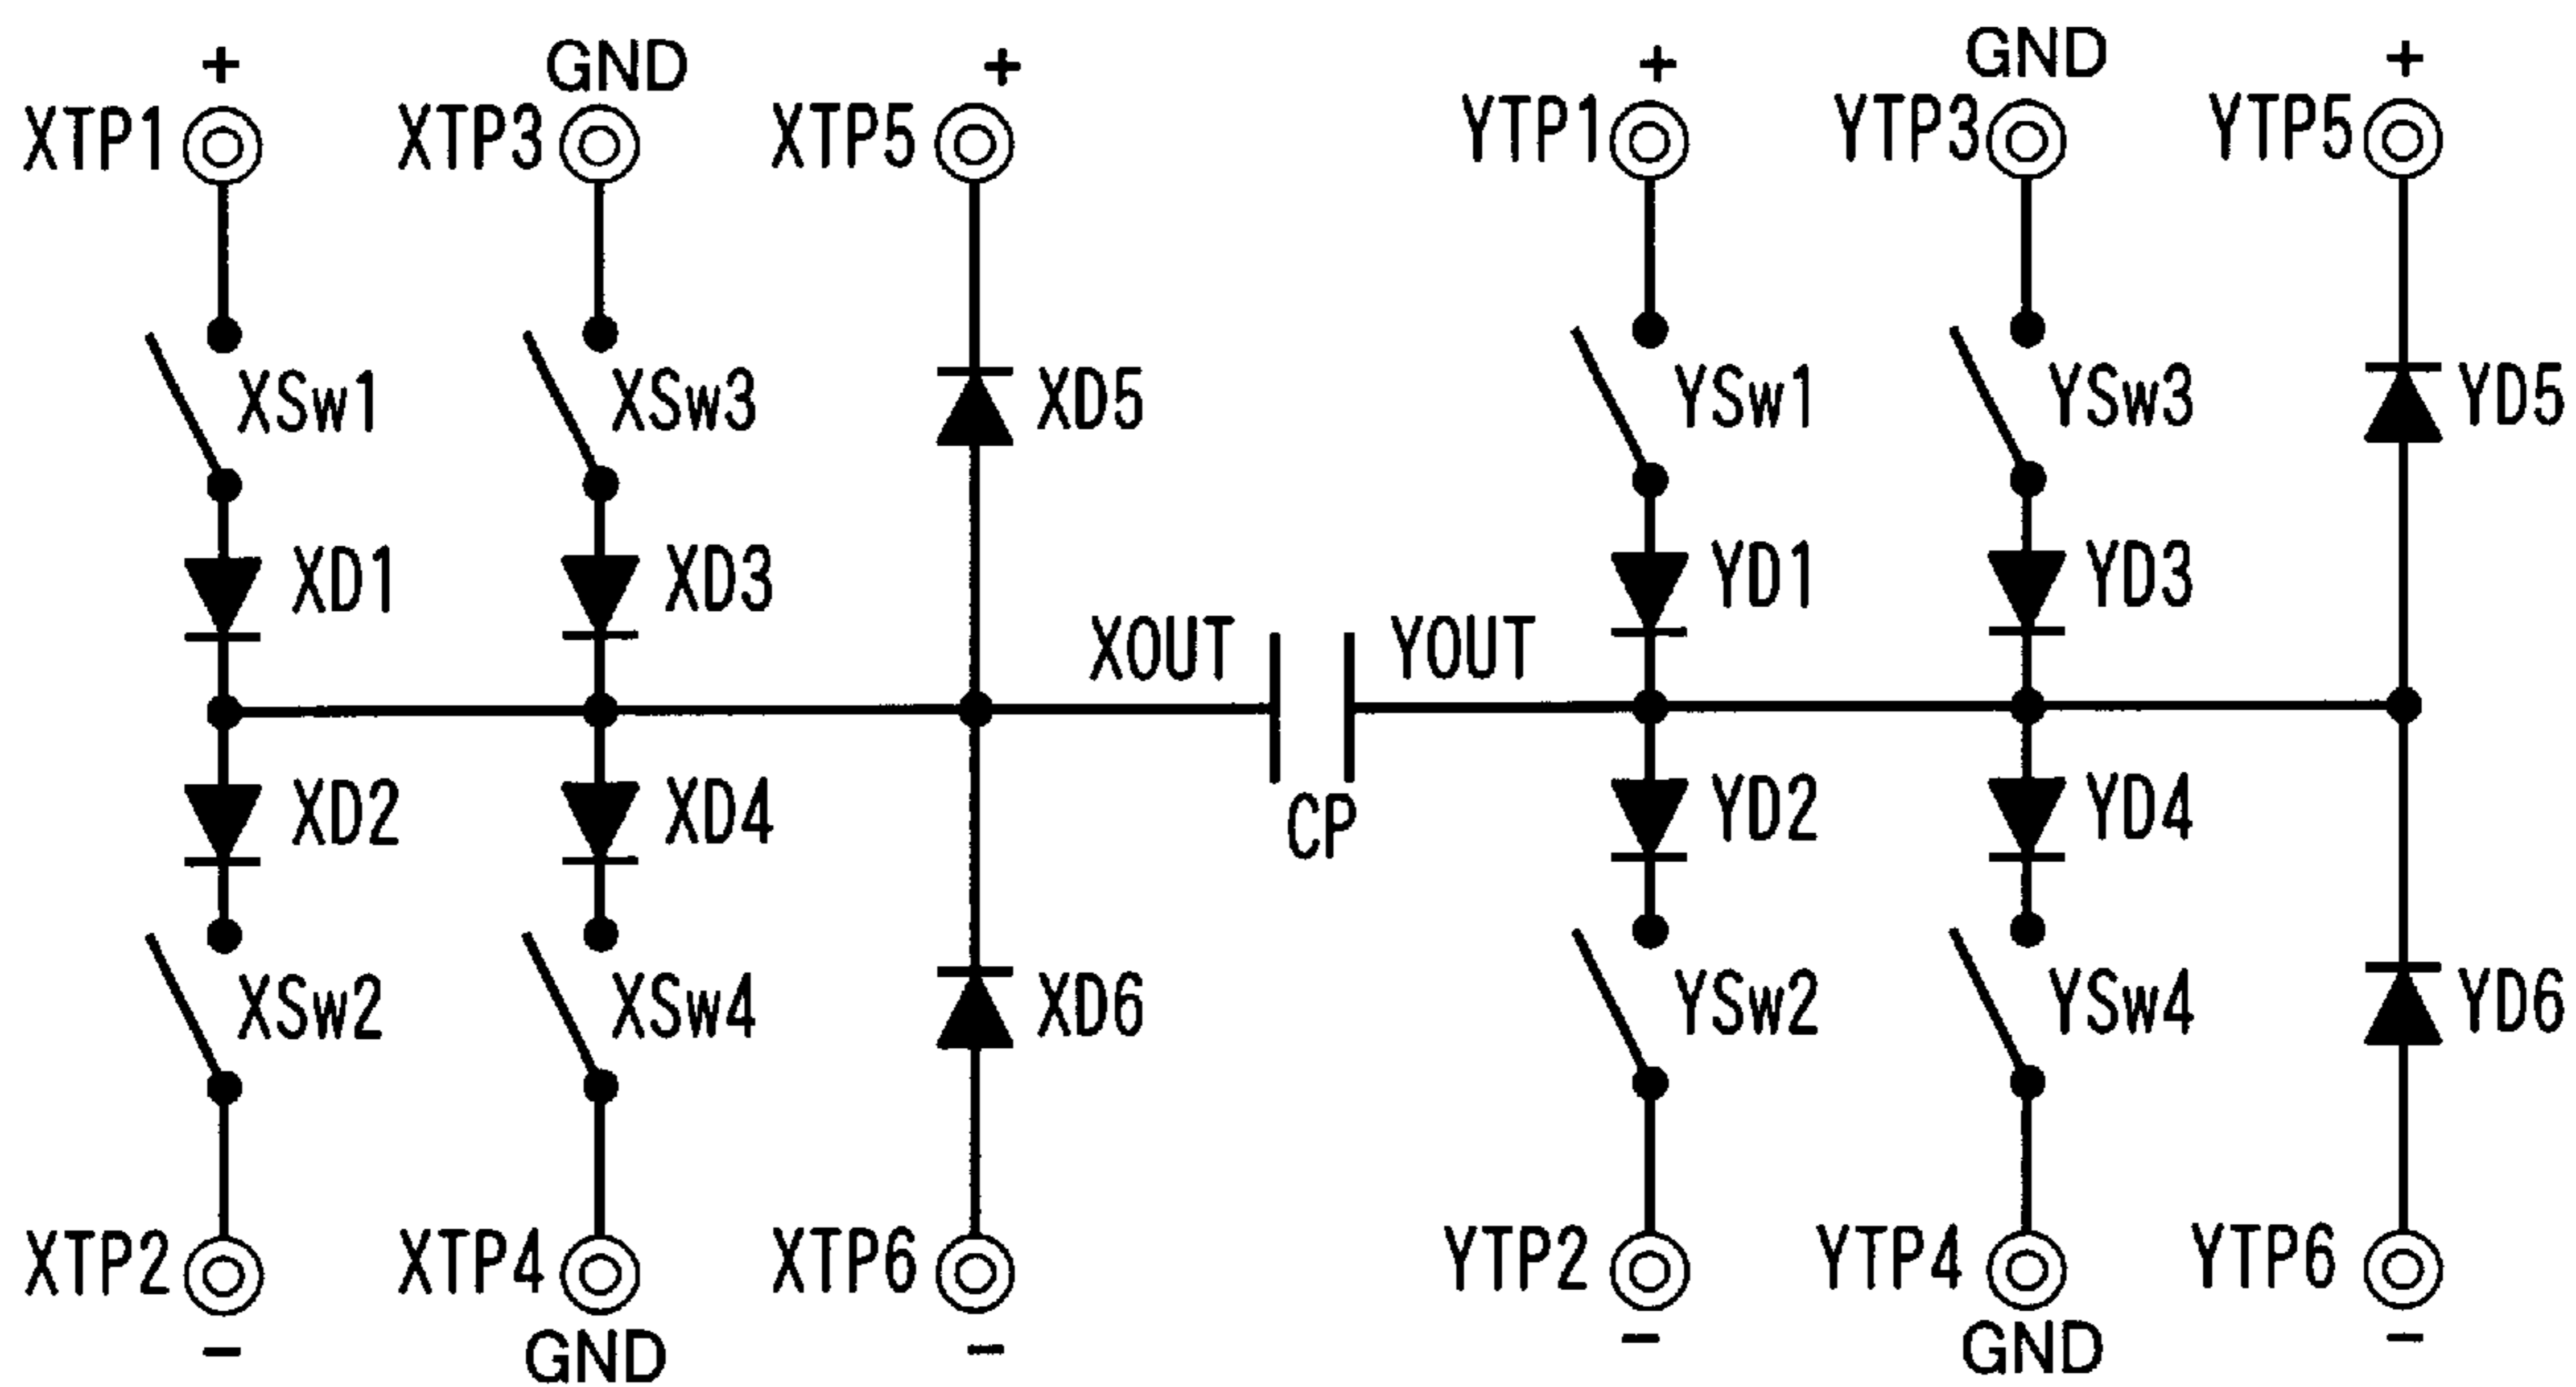 + GND + + GND +
XTP1 XTP3 XTP5 YTP1 YTP3 YTP5
XSw1 XSw3 XD5 YSw1 YSw3 YD5
XD1 XD3 YD1 YD3
XOUT YOUT
XD2 XD4 CP YD2 YD4
XSw2 XSw4 XD6 YSw2 YSw4 YD6
XTP2 XTP4 XTP6 YTP2 YTP4 YTP6
− GND − − GND −